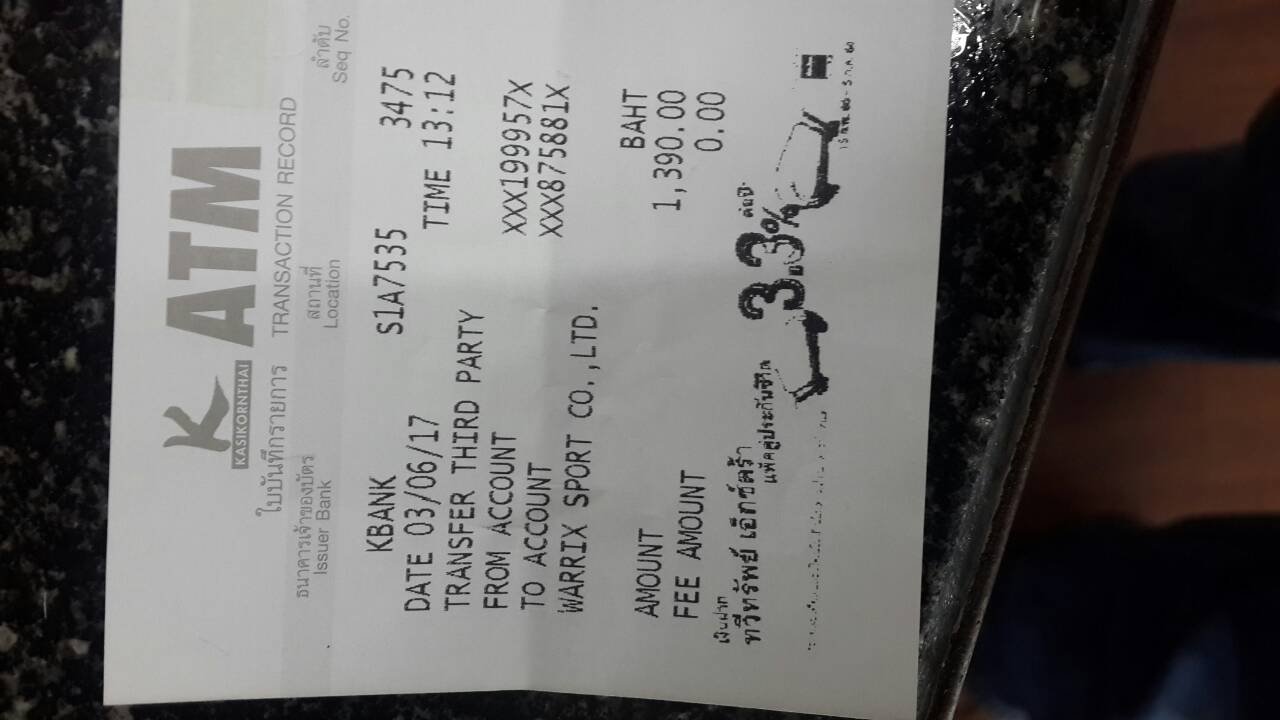 K ATM
KASIKORNTHAI
ใบบันทึกรายการ TRANSACTION RECORD
ธนาคารเจ้าของบัตร สถานที่ ลำดับ
Issuer Bank Location Seq No.
KBANK S1A7535 3475
DATE 03/06/17 TIME 13:12
TRANSFER THIRD PARTY
FROM ACCOUNT XXX199957X
TO ACCOUNT XXX875881X
WARRIX SPORT CO.,LTD.
BAHT
AMOUNT 1,390.00
FEE AMOUNT 0.00
เงินฝาก
ทวีทรัพย์ เอ็กซ์ตร้า
แพ็คคู่ประกันชีวิต 3.3% ต่อปี